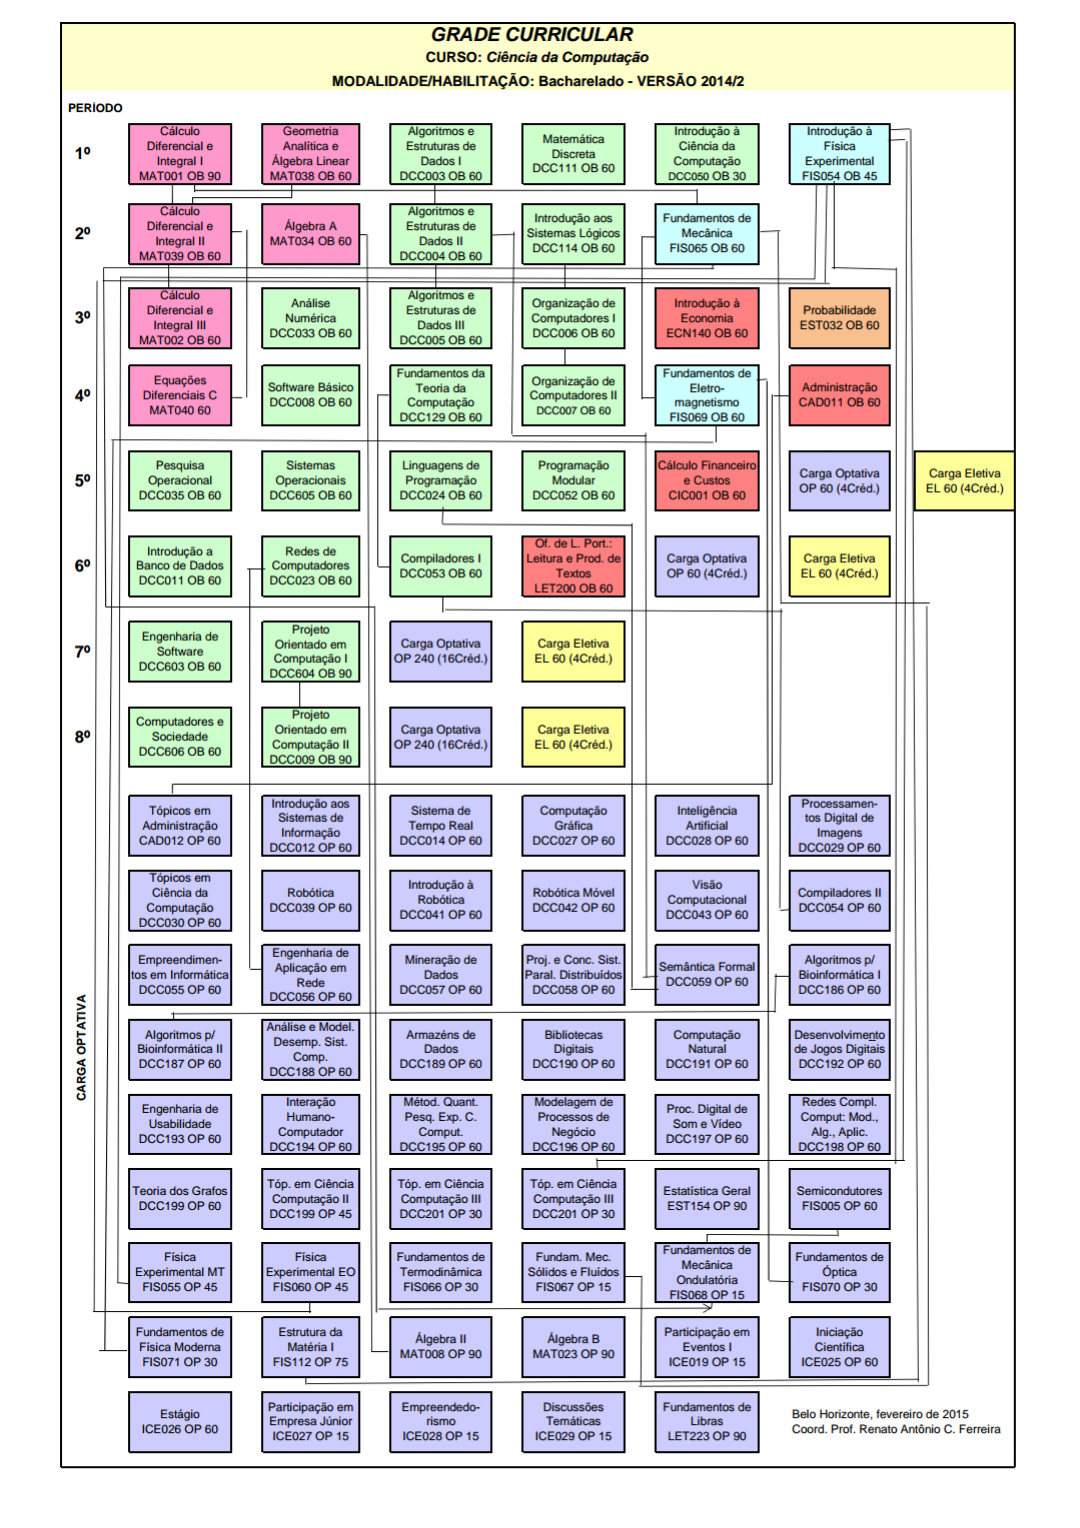 GRADE CURRICULAR
CURSO: Ciência da Computação
MODALIDADE/HABILITAÇÃO: Bacharelado - VERSÃO 2014/2
PERÍODO
1º
Cálculo
Diferencial e
Integral I
MAT001 OB 90
Geometria
Analítica e
Álgebra Linear
MAT038 OB 60
Algoritmos e
Estruturas de
Dados I
DCC003 OB 60
Matemática
Discreta
DCC111 OB 60
Introdução à
Ciência da
Computação
DCC050 OB 30
Introdução à
Física
Experimental
FIS054 OB 45
2º
Cálculo
Diferencial e
Integral II
MAT039 OB 60
Álgebra A
MAT034 OB 60
Algoritmos e
Estruturas de
Dados II
DCC004 OB 60
Introdução aos
Sistemas Lógicos
DCC114 OB 60
Fundamentos de
Mecânica
FIS065 OB 60
3º
Cálculo
Diferencial e
Integral III
MAT002 OB 60
Análise
Numérica
DCC033 OB 60
Algoritmos e
Estruturas de
Dados III
DCC005 OB 60
Organização de
Computadores I
DCC006 OB 60
Introdução à
Economia
ECN140 OB 60
Probabilidade
EST032 OB 60
4º
Equações
Diferenciais C
MAT040 60
Software Básico
DCC008 OB 60
Fundamentos da
Teoria da
Computação
DCC129 OB 60
Organização de
Computadores II
DCC007 OB 60
Fundamentos de
Eletro-
magnetismo
FIS069 OB 60
Administração
CAD011 OB 60
5º
Pesquisa
Operacional
DCC035 OB 60
Sistemas
Operacionais
DCC605 OB 60
Linguagens de
Programação
DCC024 OB 60
Programação
Modular
DCC052 OB 60
Cálculo Financeiro
e Custos
CIC001 OB 60
Carga Optativa
OP 60 (4Créd.)
Carga Eletiva
EL 60 (4Créd.)
6º
Introdução a
Banco de Dados
DCC011 OB 60
Redes de
Computadores
DCC023 OB 60
Compiladores I
DCC053 OB 60
Of. de L. Port.:
Leitura e Prod. de
Textos
LET200 OB 60
Carga Optativa
OP 60 (4Créd.)
Carga Eletiva
EL 60 (4Créd.)
7º
Engenharia de
Software
DCC603 OB 60
Projeto
Orientado em
Computação I
DCC604 OB 90
Carga Optativa
OP 240 (16Créd.)
Carga Eletiva
EL 60 (4Créd.)
8º
Computadores e
Sociedade
DCC606 OB 60
Projeto
Orientado em
Computação II
DCC009 OB 90
Carga Optativa
OP 240 (16Créd.)
Carga Eletiva
EL 60 (4Créd.)
CARGA OPTATIVA
Tópicos em
Administração
CAD012 OP 60
Introdução aos
Sistemas de
Informação
DCC012 OP 60
Sistema de
Tempo Real
DCC014 OP 60
Computação
Gráfica
DCC027 OP 60
Inteligência
Artificial
DCC028 OP 60
Processamen-
tos Digital de
Imagens
DCC029 OP 60
Tópicos em
Ciência da
Computação
DCC030 OP 60
Robótica
DCC039 OP 60
Introdução à
Robótica
DCC041 OP 60
Robótica Móvel
DCC042 OP 60
Visão
Computacional
DCC043 OP 60
Compiladores II
DCC054 OP 60
Empreendimen-
tos em Informática
DCC055 OP 60
Engenharia de
Aplicação em
Rede
DCC056 OP 60
Mineração de
Dados
DCC057 OP 60
Proj. e Conc. Sist.
Paral. Distribuídos
DCC058 OP 60
Semântica Formal
DCC059 OP 60
Algoritmos p/
Bioinformática I
DCC186 OP 60
Algoritmos p/
Bioinformática II
DCC187 OP 60
Análise e Model.
Desemp. Sist.
Comp.
DCC188 OP 60
Armazéns de
Dados
DCC189 OP 60
Bibliotecas
Digitais
DCC190 OP 60
Computação
Natural
DCC191 OP 60
Desenvolvimento
de Jogos Digitais
DCC192 OP 60
Engenharia de
Usabilidade
DCC193 OP 60
Interação
Humano-
Computador
DCC194 OP 60
Métod. Quant.
Pesq. Exp. C.
Comput.
DCC195 OP 60
Modelagem de
Processos de
Negócio
DCC196 OP 60
Proc. Digital de
Som e Vídeo
DCC197 OP 60
Redes Compl.
Comput: Mod.,
Alg., Aplic.
DCC198 OP 60
Teoria dos Grafos
DCC199 OP 60
Tóp. em Ciência
Computação II
DCC199 OP 45
Tóp. em Ciência
Computação III
DCC201 OP 30
Tóp. em Ciência
Computação III
DCC201 OP 30
Estatística Geral
EST154 OP 90
Semicondutores
FIS005 OP 60
Física
Experimental MT
FIS055 OP 45
Física
Experimental EO
FIS060 OP 45
Fundamentos de
Termodinâmica
FIS066 OP 30
Fundam. Mec.
Sólidos e Fluídos
FIS067 OP 15
Fundamentos de
Mecânica
Ondulatória
FIS068 OP 15
Fundamentos de
Óptica
FIS070 OP 30
Fundamentos de
Física Moderna
FIS071 OP 30
Estrutura da
Matéria I
FIS112 OP 75
Álgebra II
MAT008 OP 90
Álgebra B
MAT023 OP 90
Participação em
Eventos I
ICE019 OP 15
Iniciação
Científica
ICE025 OP 60
Estágio
ICE026 OP 60
Participação em
Empresa Júnior
ICE027 OP 15
Empreendedo-
rismo
ICE028 OP 15
Discussões
Temáticas
ICE029 OP 15
Fundamentos de
Libras
LET223 OP 90
Belo Horizonte, fevereiro de 2015
Coord. Prof. Renato Antônio C. Ferreira